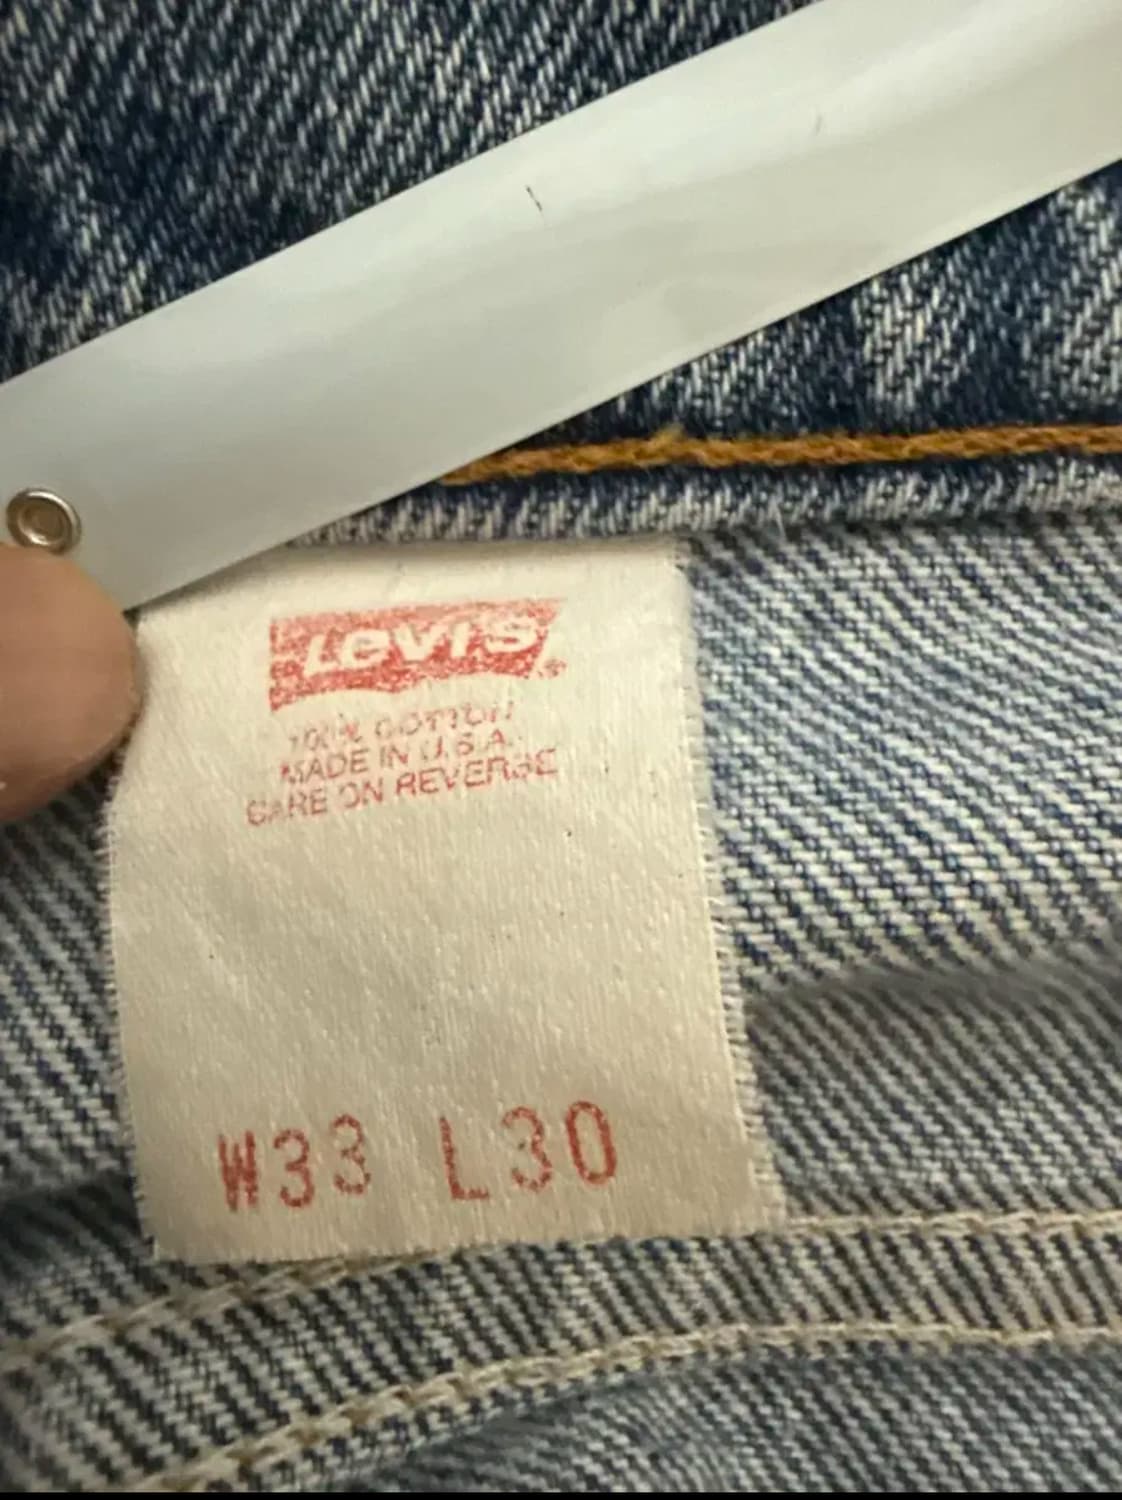 LEVI'S ®
100% COTTON
MADE IN U.S.A.
CARE ON REVERSE
W33 L30